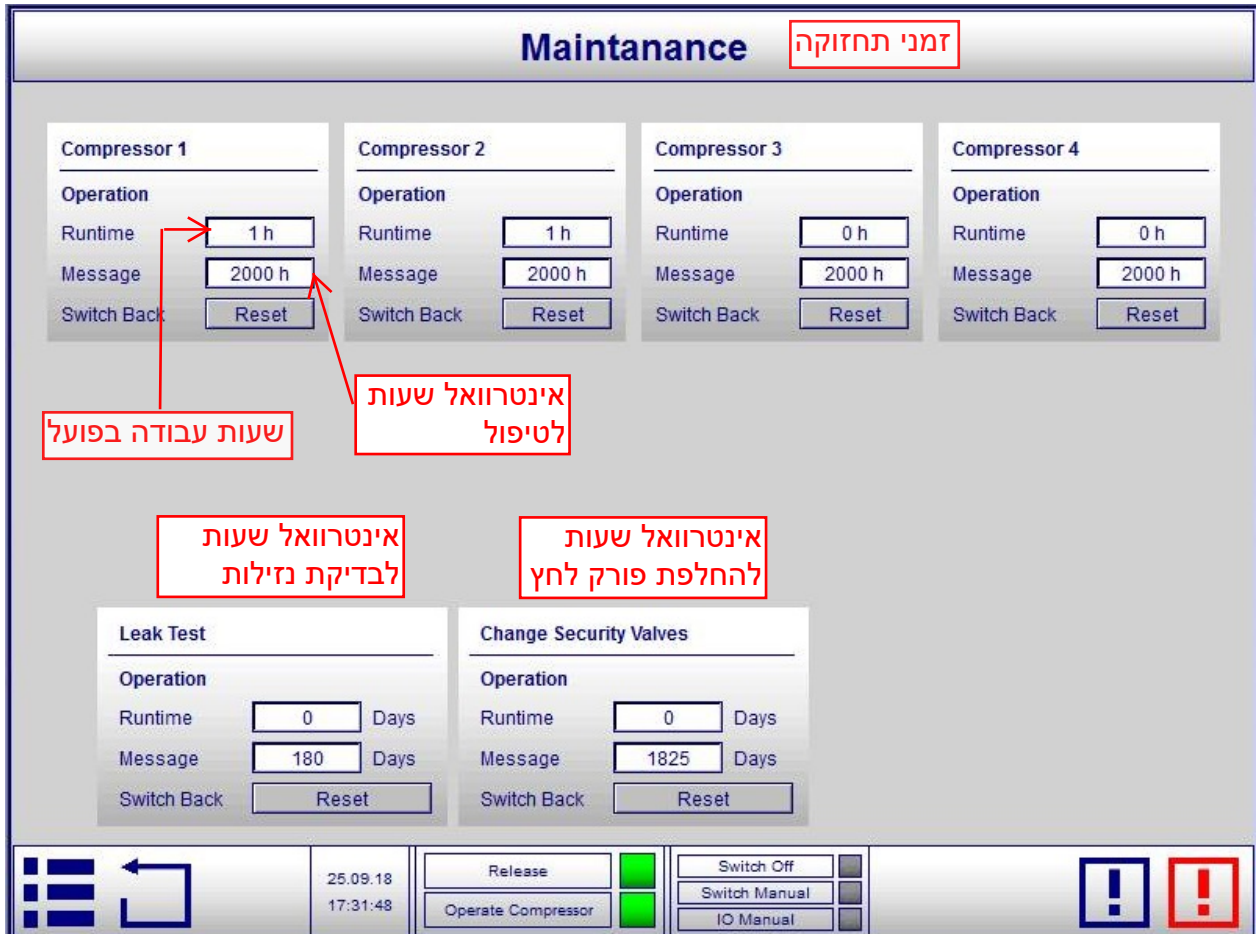 Maintanance
זמני תחזוקה
Compressor 1
Operation
Runtime 1 h
Message 2000 h
Switch Back Reset
Compressor 2
Operation
Runtime 1 h
Message 2000 h
Switch Back Reset
Compressor 3
Operation
Runtime 0 h
Message 2000 h
Switch Back Reset
Compressor 4
Operation
Runtime 0 h
Message 2000 h
Switch Back Reset
שעות עבודה בפועל
אינטרוואל שעות
לטיפול
אינטרוואל שעות
לבדיקת נזילות
אינטרוואל שעות
להחלפת פורק לחץ
Leak Test
Operation
Runtime 0 Days
Message 180 Days
Switch Back Reset
Change Security Valves
Operation
Runtime 0 Days
Message 1825 Days
Switch Back Reset
25.09.18
17:31:48
Release
Operate Compressor
Switch Off
Switch Manual
IO Manual